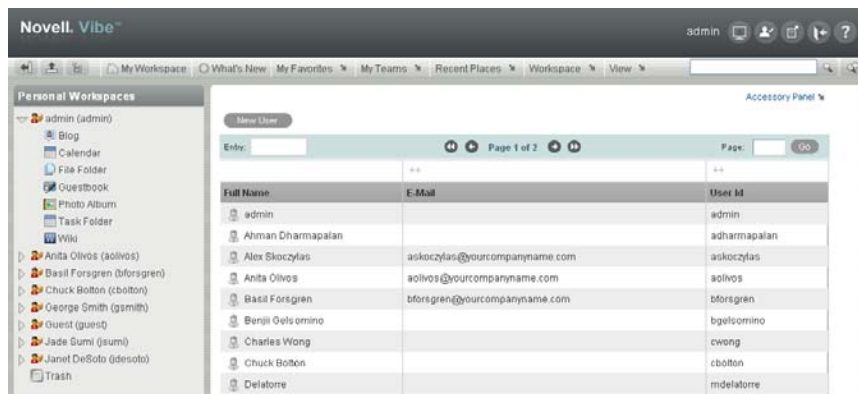 Novell. Vibe™
admin
?
My Workspace What's New My Favorites My Teams Recent Places Workspace View
Personal Workspaces
admin (admin)
Blog
Calendar
File Folder
Guestbook
Photo Album
Task Folder
Wiki
Anita Olivos (aolivos)
Basil Forsgren (bforsgren)
Chuck Bolton (cbolton)
George Smith (gsmith)
Guest (guest)
Jade Sumi (jsumi)
Janet DeSoto (jdesoto)
Trash
Accessory Panel
New User
Entry: Page 1 of 2 Page: Go
Full Name E-Mail User Id
admin admin
Ahman Dharmapalan adharmapalan
Alex Skoczylas askoczylas@yourcompanyname.com askoczylas
Anita Olivos aolivos@yourcompanyname.com aolivos
Basil Forsgren bforsgren@yourcompanyname.com bforsgren
Benjii Gelsomino bgelsomino
Charles Wong cwong
Chuck Bolton cbolton
Delatorre mdelatorre